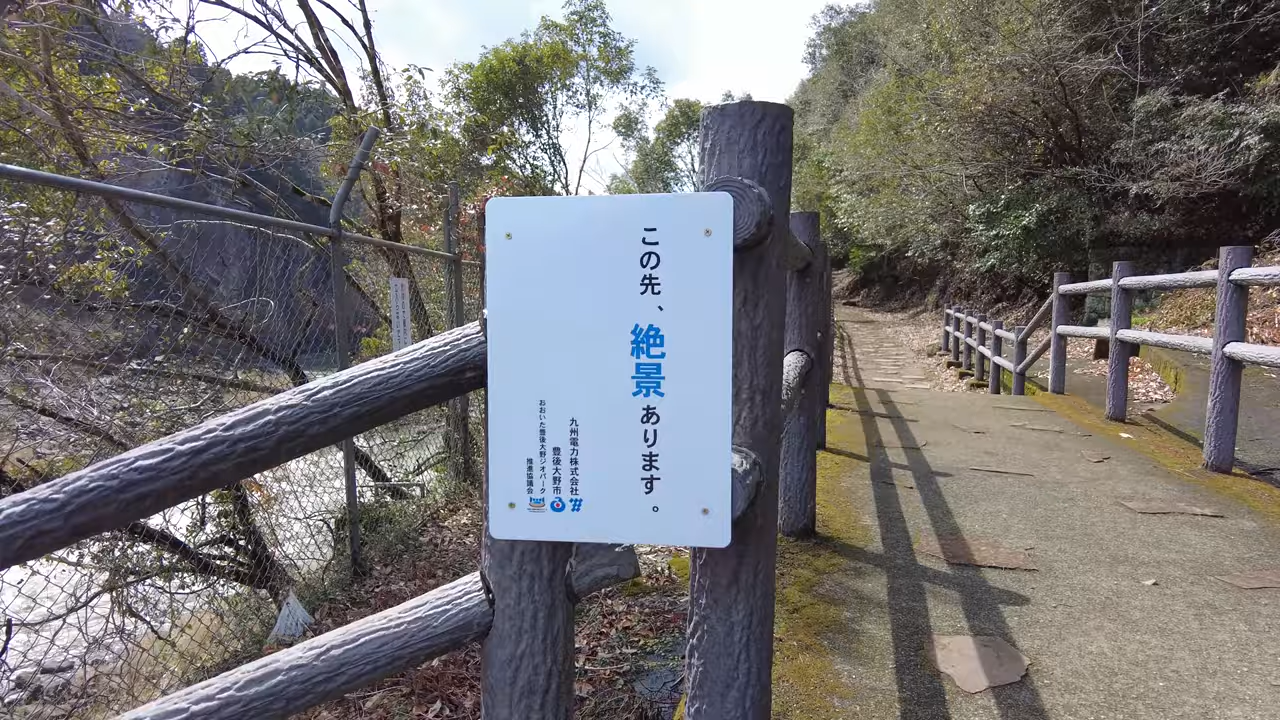 この先、絶景あります。
九州電力株式会社
豊後大野市
おおいた豊後大野ジオパーク
推進協議会